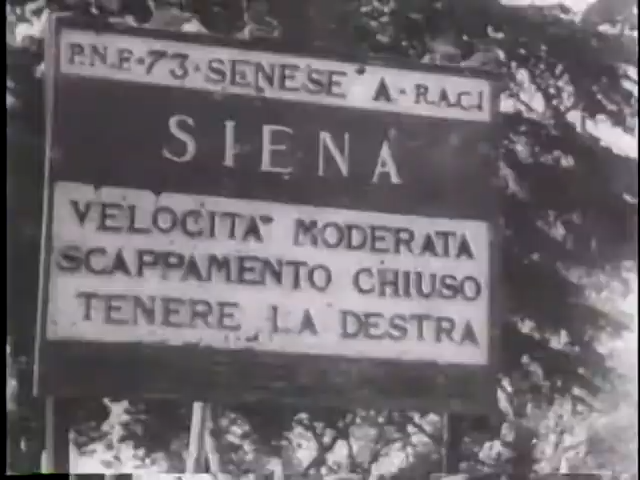 P.N.F. 73. SENESE A. R.A.C.I
SIENA
VELOCITA' MODERATA
SCAPPAMENTO CHIUSO
TENERE LA DESTRA